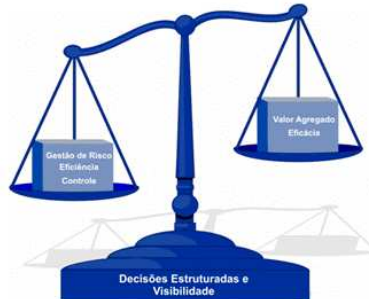 Gestão de Risco
Eficiência
Controle
Valor Agregado
Eficácia
Decisões Estruturadas e
Visibilidade